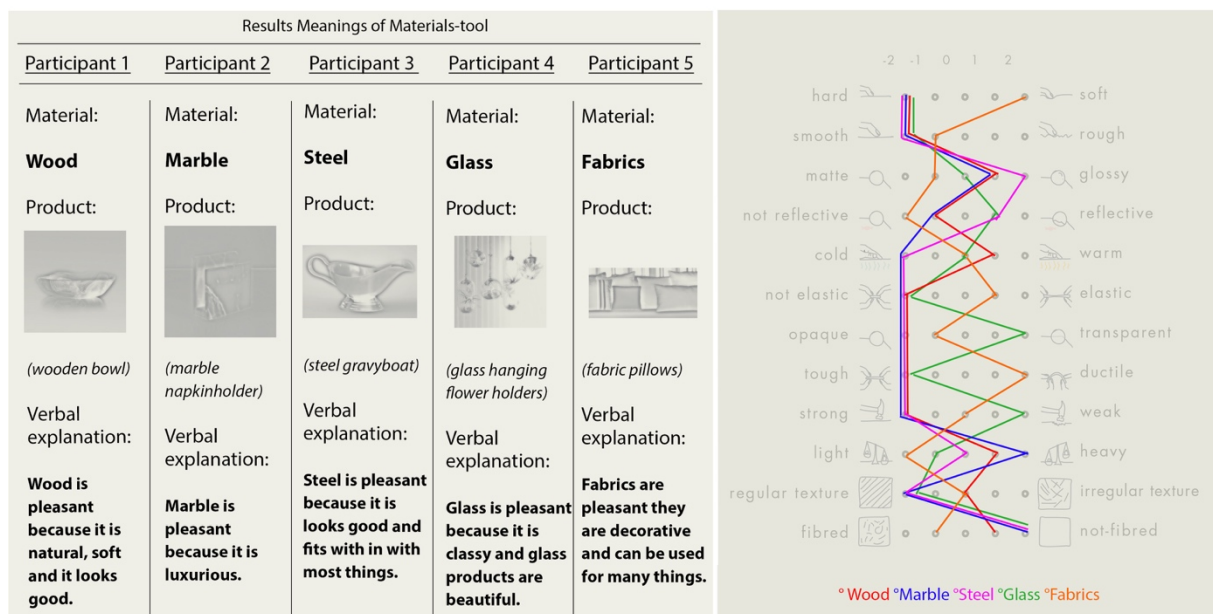 Results Meanings of Materials-tool
Participant 1
Material:
Wood
Product:
(wooden bowl)
Verbal
explanation:
Wood is
pleasant
because it is
natural, soft
and it looks
good.
Participant 2
Material:
Marble
Product:
(marble
napkinholder)
Verbal
explanation:
Marble is
pleasant
because it is
luxurious.
Participant 3
Material:
Steel
Product:
(steel gravyboat)
Verbal
explanation:
Steel is pleasant
because it is
looks good and
fits with in with
most things.
Participant 4
Material:
Glass
Product:
(glass hanging
flower holders)
Verbal
explanation:
Glass is pleasant
because it is
classy and glass
products are
beautiful.
Participant 5
Material:
Fabrics
Product:
(fabric pillows)
Verbal
explanation:
Fabrics are
pleasant they
are decorative
and can be used
for many things.
-2 -1 0 1 2
hard soft
smooth rough
matte glossy
not reflective reflective
cold warm
not elastic elastic
opaque transparent
tough ductile
strong weak
light heavy
regular texture irregular texture
fibred not-fibred
° Wood °Marble °Steel °Glass °Fabrics